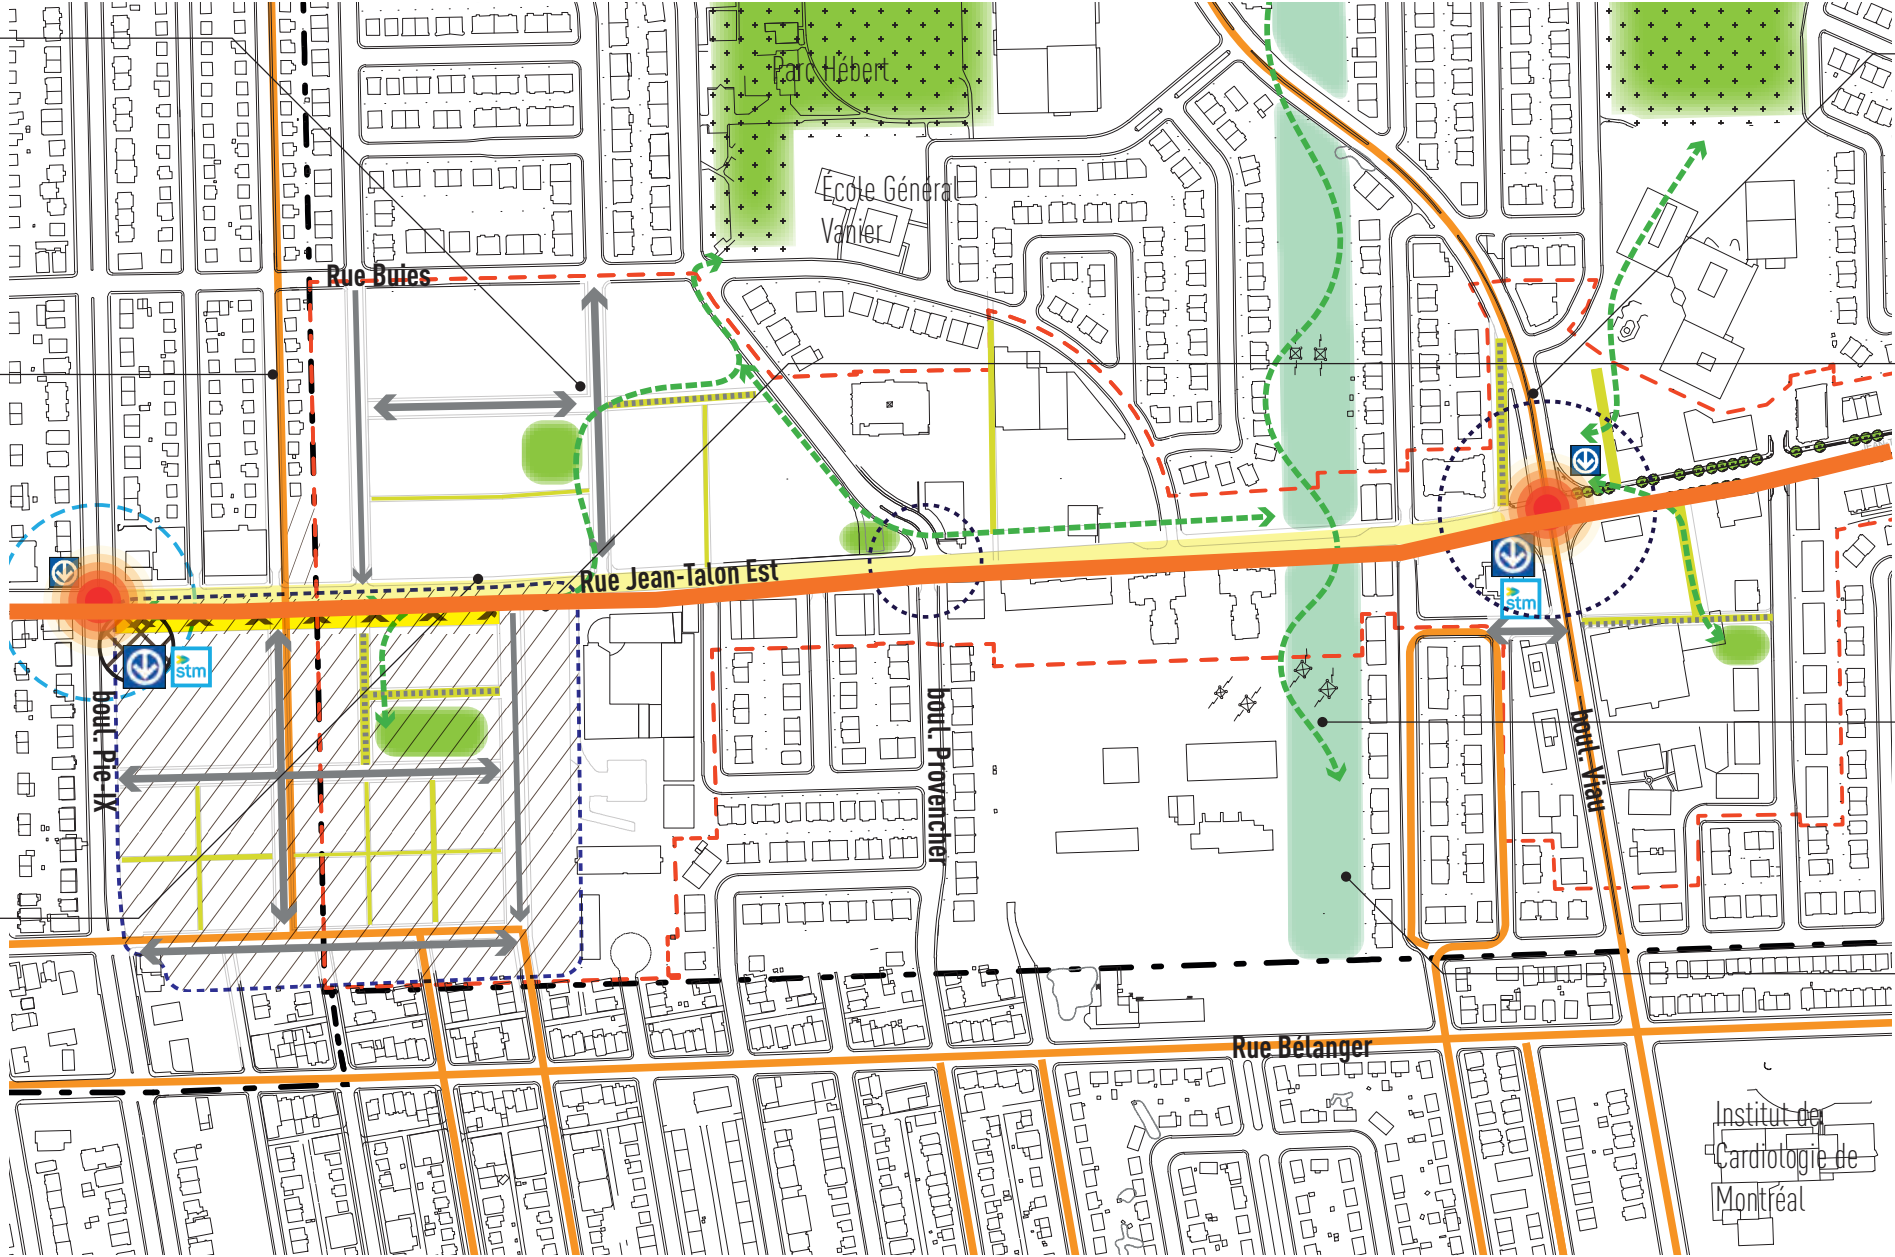 Parc Hébert
École Général
Vanier
Rue Buies
Rue Jean-Talon Est
stm
stm
boul. Pie-IX
boul. Provencher
boul. Viau
Rue Bélanger
Institut de
Cardiologie de
Montréal